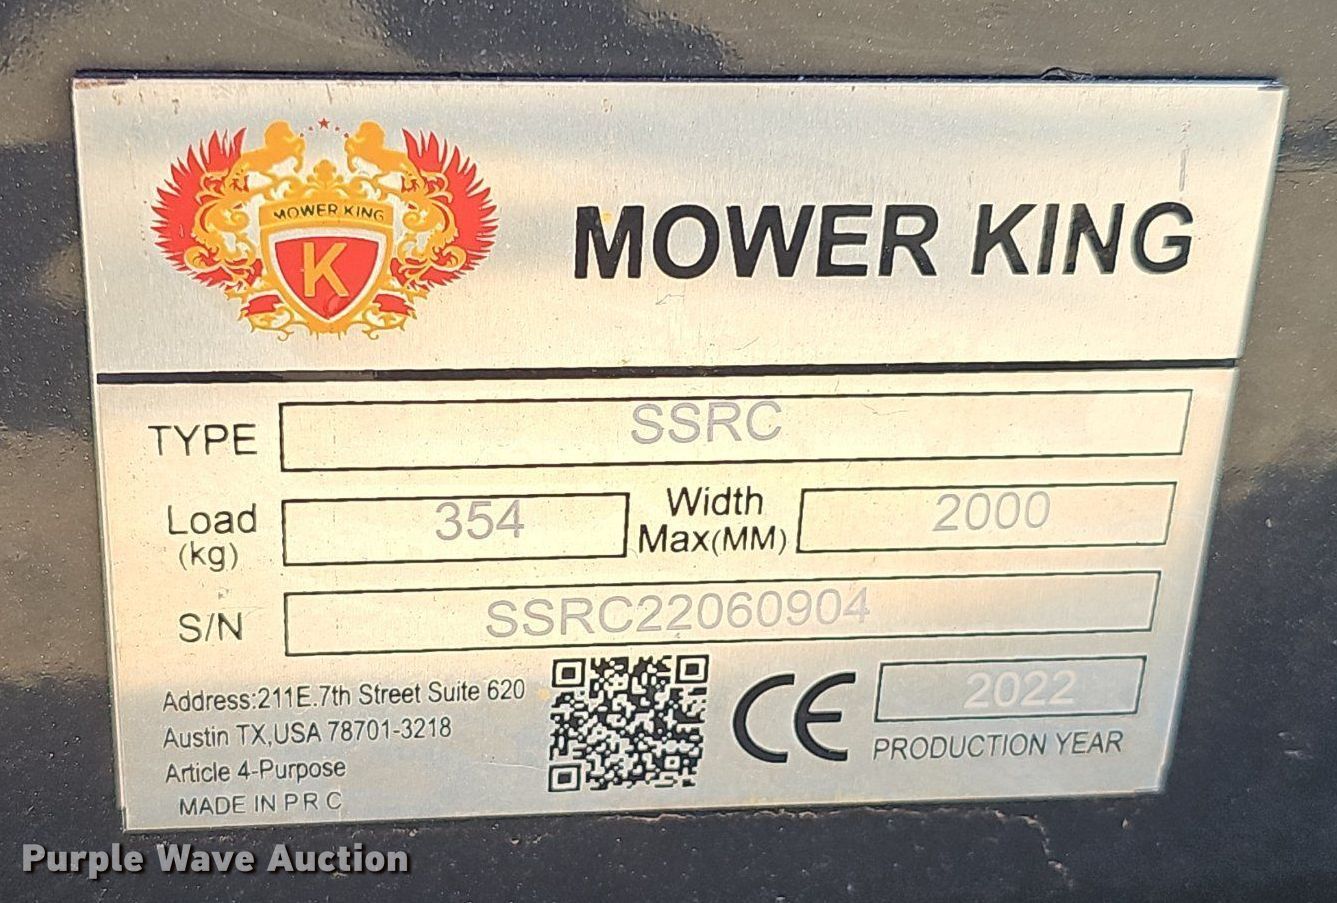 MOWER KING
K
MOWER KING
TYPE SSRC
Load (kg) 354 Width Max(MM) 2000
S/N SSRC22060904
Address:211E.7th Street Suite 620
Austin TX,USA 78701-3218
Article 4-Purpose
MADE IN P R C
CE
2022
PRODUCTION YEAR
Purple Wave Auction